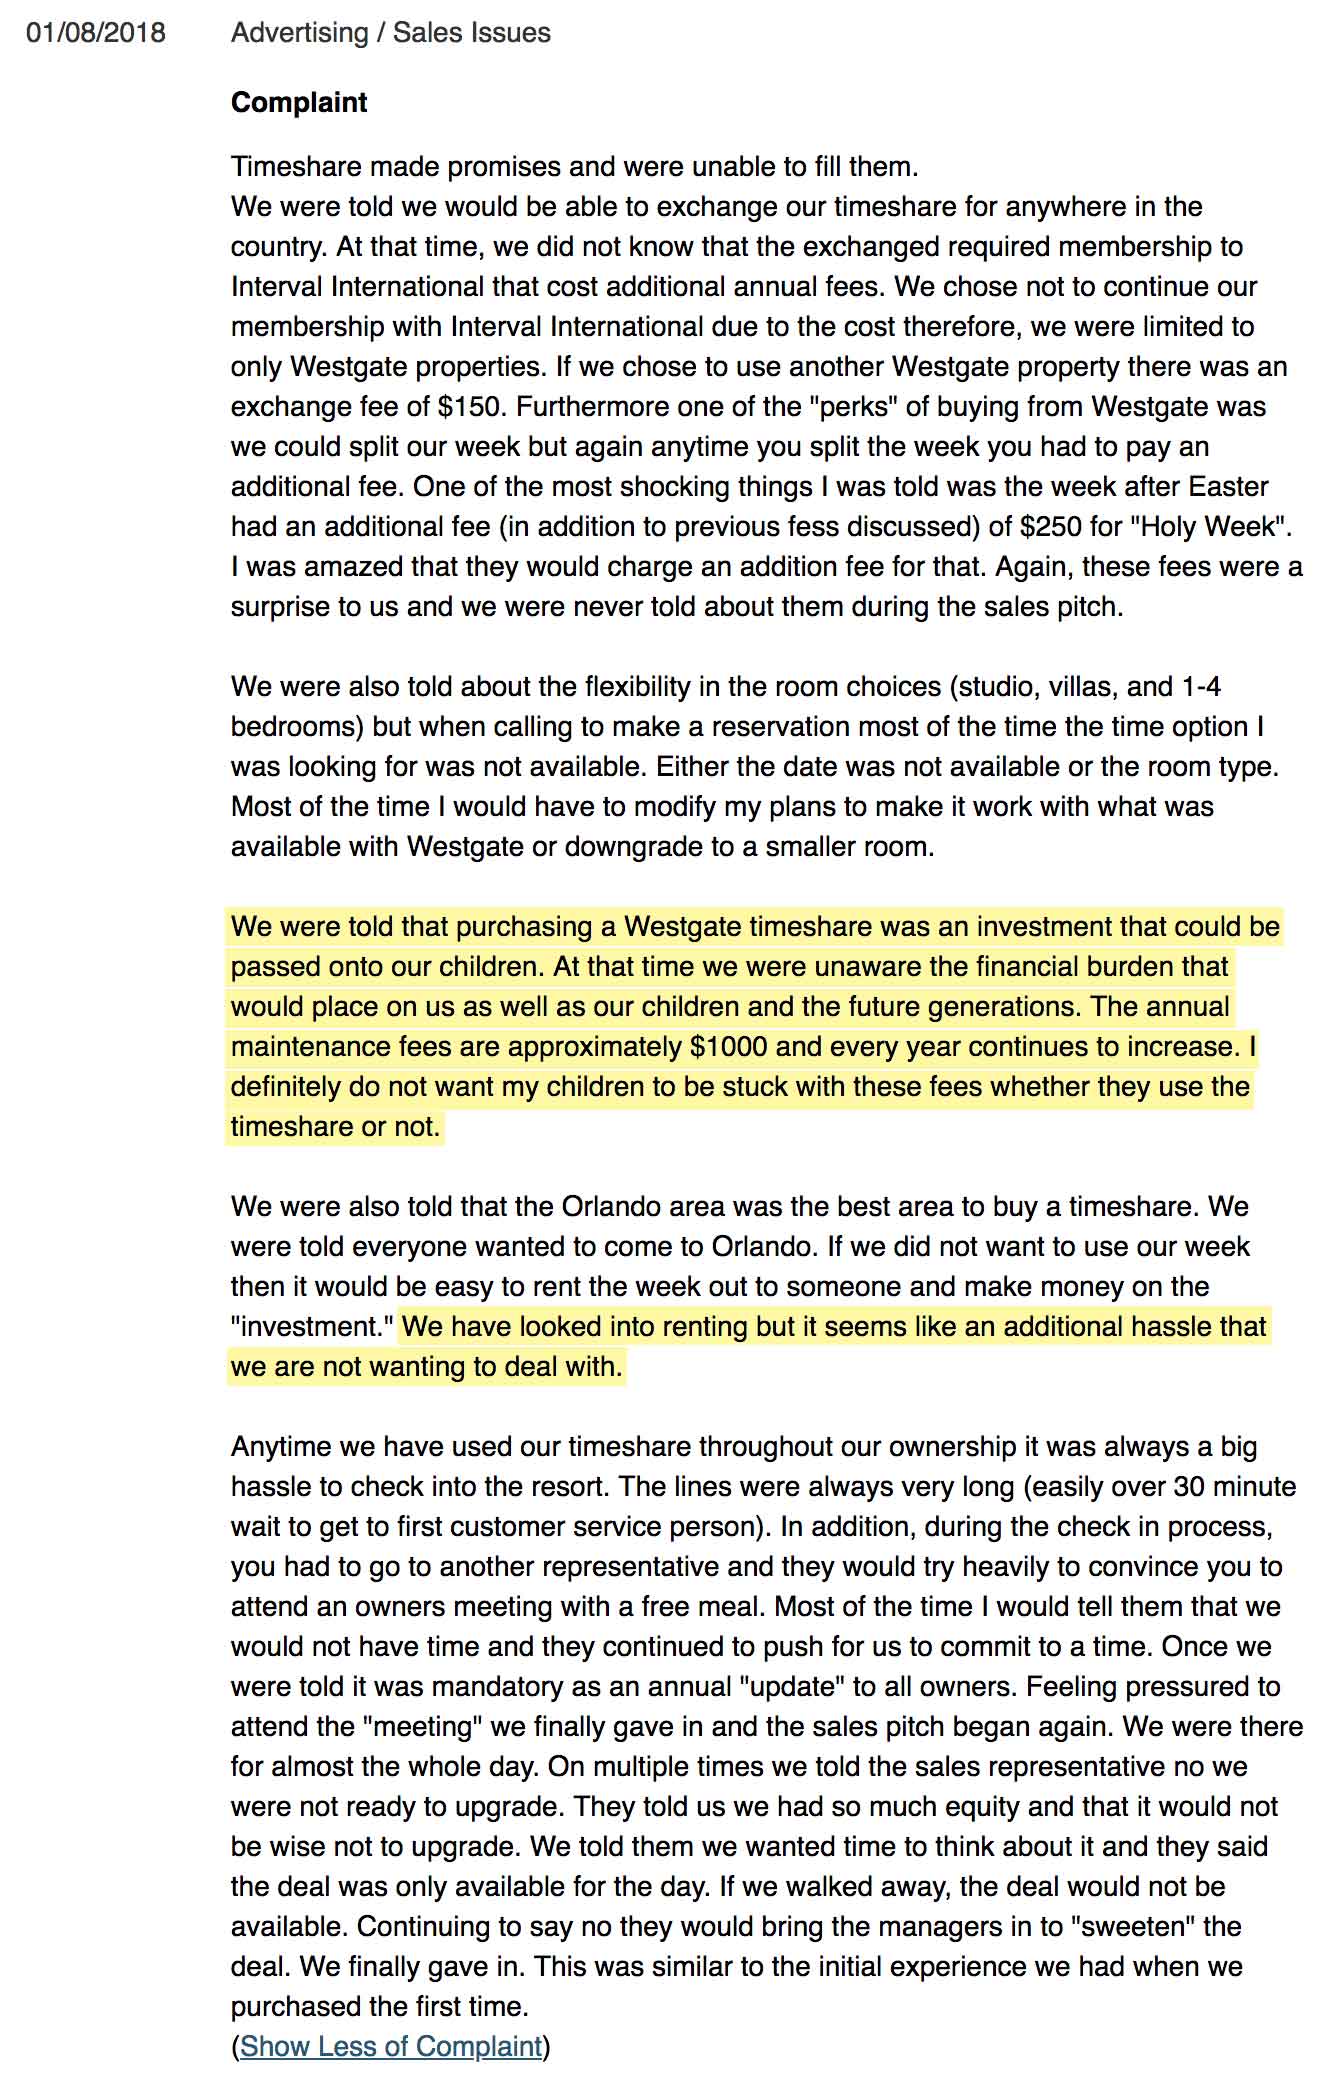 01/08/2018 Advertising / Sales Issues
Complaint
Timeshare made promises and were unable to fill them.
We were told we would be able to exchange our timeshare for anywhere in the
country. At that time, we did not know that the exchanged required membership to
Interval International that cost additional annual fees. We chose not to continue our
membership with Interval International due to the cost therefore, we were limited to
only Westgate properties. If we chose to use another Westgate property there was an
exchange fee of $150. Furthermore one of the "perks" of buying from Westgate was
we could split our week but again anytime you split the week you had to pay an
additional fee. One of the most shocking things I was told was the week after Easter
had an additional fee (in addition to previous fess discussed) of $250 for "Holy Week".
I was amazed that they would charge an addition fee for that. Again, these fees were a
surprise to us and we were never told about them during the sales pitch.
We were also told about the flexibility in the room choices (studio, villas, and 1-4
bedrooms) but when calling to make a reservation most of the time the time option I
was looking for was not available. Either the date was not available or the room type.
Most of the time I would have to modify my plans to make it work with what was
available with Westgate or downgrade to a smaller room.
We were told that purchasing a Westgate timeshare was an investment that could be
passed onto our children. At that time we were unaware the financial burden that
would place on us as well as our children and the future generations. The annual
maintenance fees are approximately $1000 and every year continues to increase. I
definitely do not want my children to be stuck with these fees whether they use the
timeshare or not.
We were also told that the Orlando area was the best area to buy a timeshare. We
were told everyone wanted to come to Orlando. If we did not want to use our week
then it would be easy to rent the week out to someone and make money on the
"investment." We have looked into renting but it seems like an additional hassle that
we are not wanting to deal with.
Anytime we have used our timeshare throughout our ownership it was always a big
hassle to check into the resort. The lines were always very long (easily over 30 minute
wait to get to first customer service person). In addition, during the check in process,
you had to go to another representative and they would try heavily to convince you to
attend an owners meeting with a free meal. Most of the time I would tell them that we
would not have time and they continued to push for us to commit to a time. Once we
were told it was mandatory as an annual "update" to all owners. Feeling pressured to
attend the "meeting" we finally gave in and the sales pitch began again. We were there
for almost the whole day. On multiple times we told the sales representative no we
were not ready to upgrade. They told us we had so much equity and that it would not
be wise not to upgrade. We told them we wanted time to think about it and they said
the deal was only available for the day. If we walked away, the deal would not be
available. Continuing to say no they would bring the managers in to "sweeten" the
deal. We finally gave in. This was similar to the initial experience we had when we
purchased the first time.
(Show Less of Complaint)